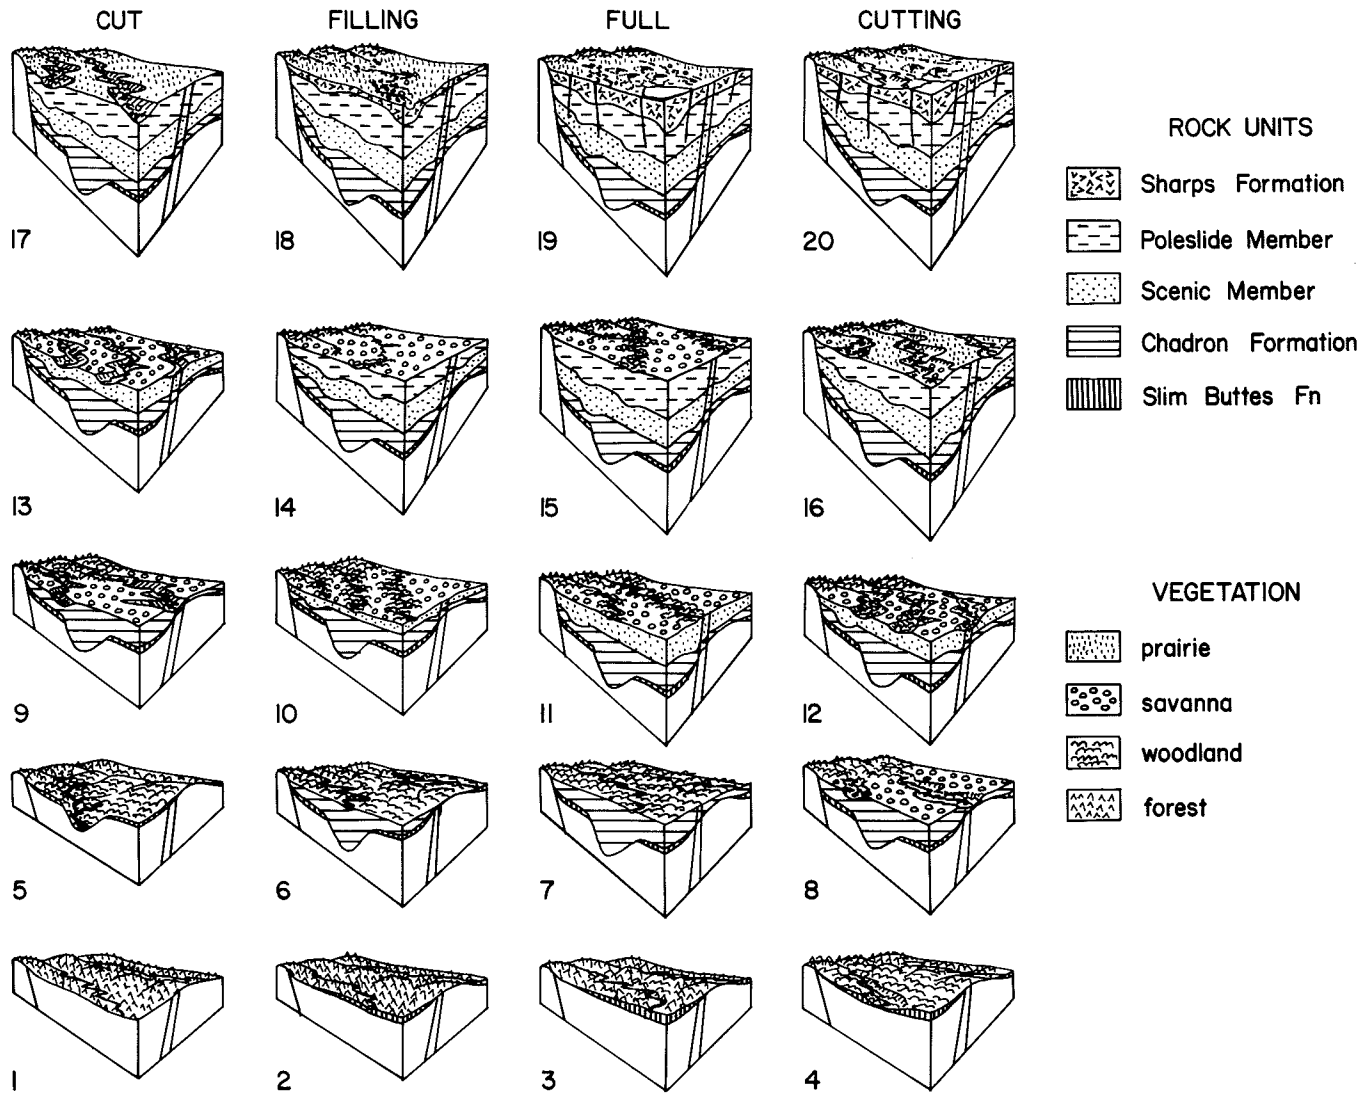 CUT FILLING FULL CUTTING
17 18 19 20
13 14 15 16
9 10 11 12
5 6 7 8
1 2 3 4
ROCK UNITS
Sharps Formation
Poleslide Member
Scenic Member
Chadron Formation
Slim Buttes Fn
VEGETATION
prairie
savanna
woodland
forest